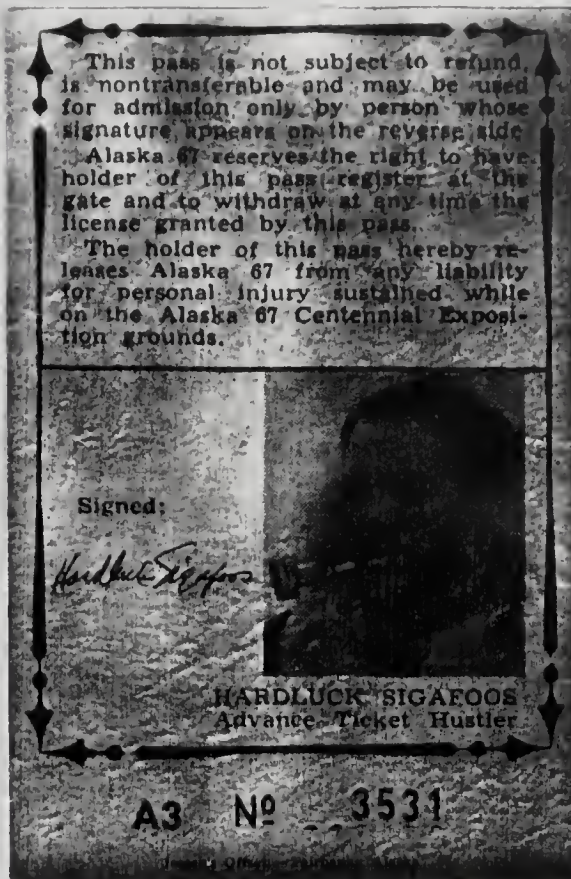 This pass is not subject to refund,
is nontransferable and may be used
for admission only by person whose
signature appears on the reverse side
Alaska 67 reserves the right to have
holder of this pass register at the
gate and to withdraw at any time the
license granted by this pass.
The holder of this pass hereby re-
leases Alaska 67 from any liability
for personal injury sustained while
on the Alaska 67 Centennial Exposi-
tion grounds.
Signed:
Hardluck Sigafoos
HARDLUCK SIGAFOOS
Advance Ticket Hustler
A3 Nº 3531